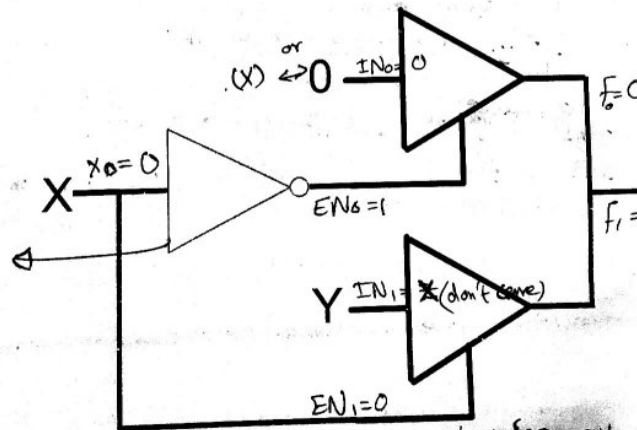 or
(X) ↔ 0 IN₀= 0
f₀=0
X x₀= 0
EN₀=1
f₁=
Y IN₁= X (don't care)
EN₁=0